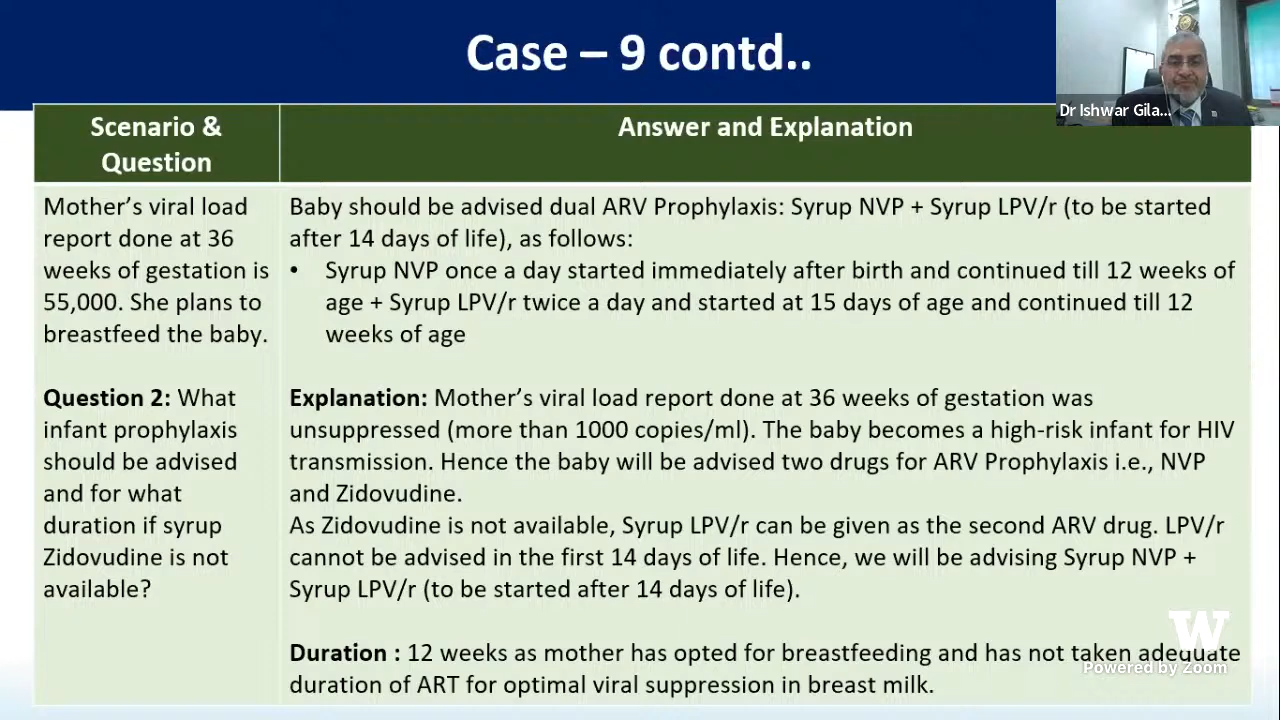 Case – 9 contd..
Dr Ishwar Gila...
Scenario &
Question
Answer and Explanation
Mother's viral load
report done at 36
weeks of gestation is
55,000. She plans to
breastfeed the baby.
Question 2: What
infant prophylaxis
should be advised
and for what
duration if syrup
Zidovudine is not
available?
Baby should be advised dual ARV Prophylaxis: Syrup NVP + Syrup LPV/r (to be started
after 14 days of life), as follows:
• Syrup NVP once a day started immediately after birth and continued till 12 weeks of
age + Syrup LPV/r twice a day and started at 15 days of age and continued till 12
weeks of age
Explanation: Mother's viral load report done at 36 weeks of gestation was
unsuppressed (more than 1000 copies/ml). The baby becomes a high-risk infant for HIV
transmission. Hence the baby will be advised two drugs for ARV Prophylaxis i.e., NVP
and Zidovudine.
As Zidovudine is not available, Syrup LPV/r can be given as the second ARV drug. LPV/r
cannot be advised in the first 14 days of life. Hence, we will be advising Syrup NVP +
Syrup LPV/r (to be started after 14 days of life).
Duration : 12 weeks as mother has opted for breastfeeding and has not taken adequate
duration of ART for optimal viral suppression in breast milk.
W
Powered by Zoom